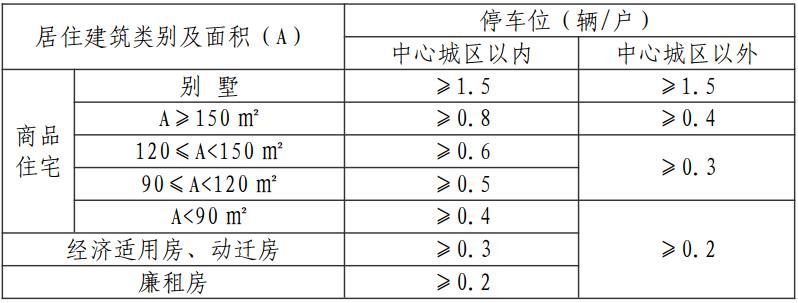 居住建筑类别及面积（A） 停车位（辆/户）
中心城区以内 中心城区以外
商品住宅 别 墅 ≥1.5 ≥1.5
A≥150 ㎡ ≥0.8 ≥0.4
120≤A<150 ㎡ ≥0.6 ≥0.3
90≤A<120 ㎡ ≥0.5
A<90 ㎡ ≥0.4 ≥0.2
经济适用房、动迁房 ≥0.3
廉租房 ≥0.2